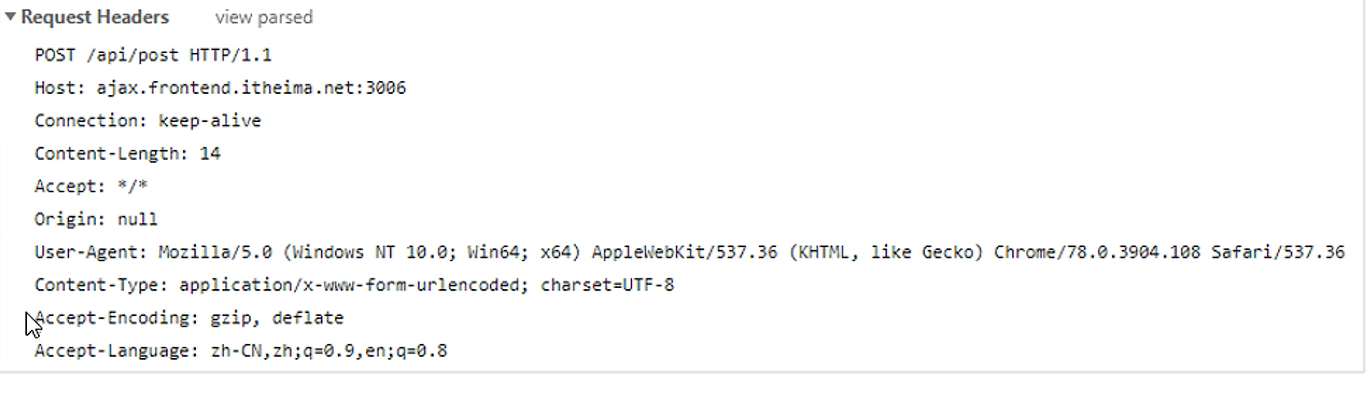 Request Headers view parsed
POST /api/post HTTP/1.1
Host: ajax.frontend.itheima.net:3006
Connection: keep-alive
Content-Length: 14
Accept: */*
Origin: null
User-Agent: Mozilla/5.0 (Windows NT 10.0; Win64; x64) AppleWebKit/537.36 (KHTML, like Gecko) Chrome/78.0.3904.108 Safari/537.36
Content-Type: application/x-www-form-urlencoded; charset=UTF-8
Accept-Encoding: gzip, deflate
Accept-Language: zh-CN,zh;q=0.9,en;q=0.8